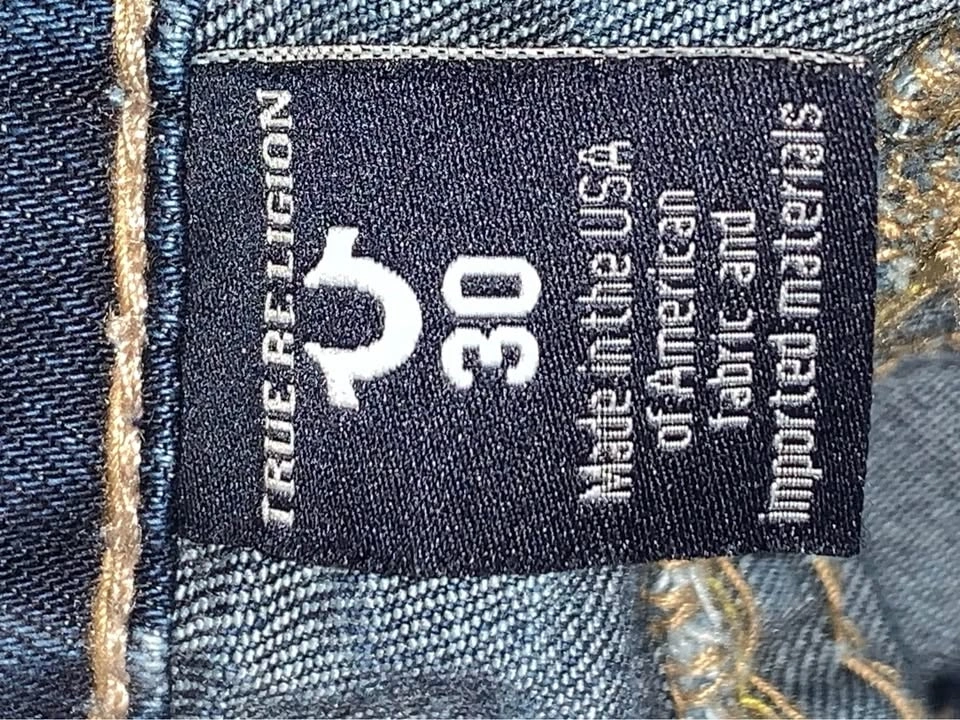 TRUE RELIGION
30
Made in the USA
of American
fabric and
imported materials